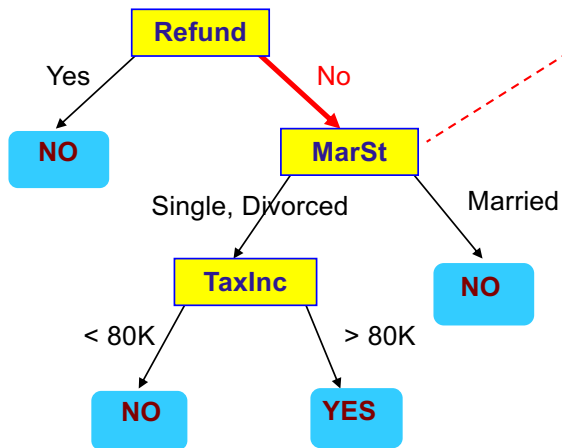 Refund
Yes
No
NO
MarSt
Single, Divorced
Married
TaxInc
NO
< 80K
> 80K
NO
YES